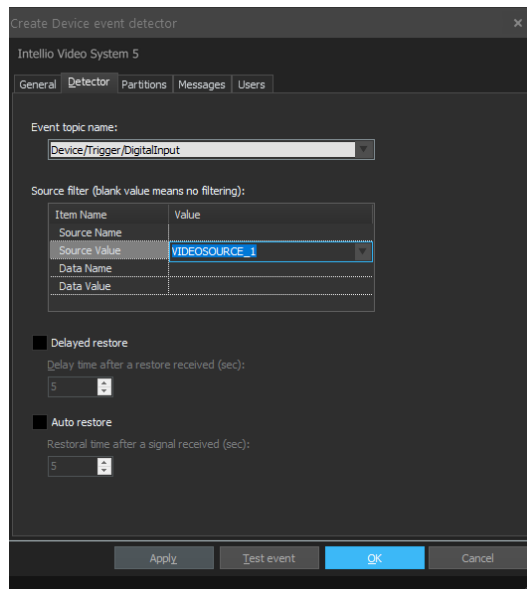 Create Device event detector
Intellio Video System 5
General Detector Partitions Messages Users
Event topic name:
Device/Trigger/DigitalInput
Source filter (blank value means no filtering):
Item Name Value
Source Name
Source Value VIDEOSOURCE_1
Data Name
Data Value
Delayed restore
Delay time after a restore received (sec):
5
Auto restore
Restoral time after a signal received (sec):
5
Apply Test event OK Cancel